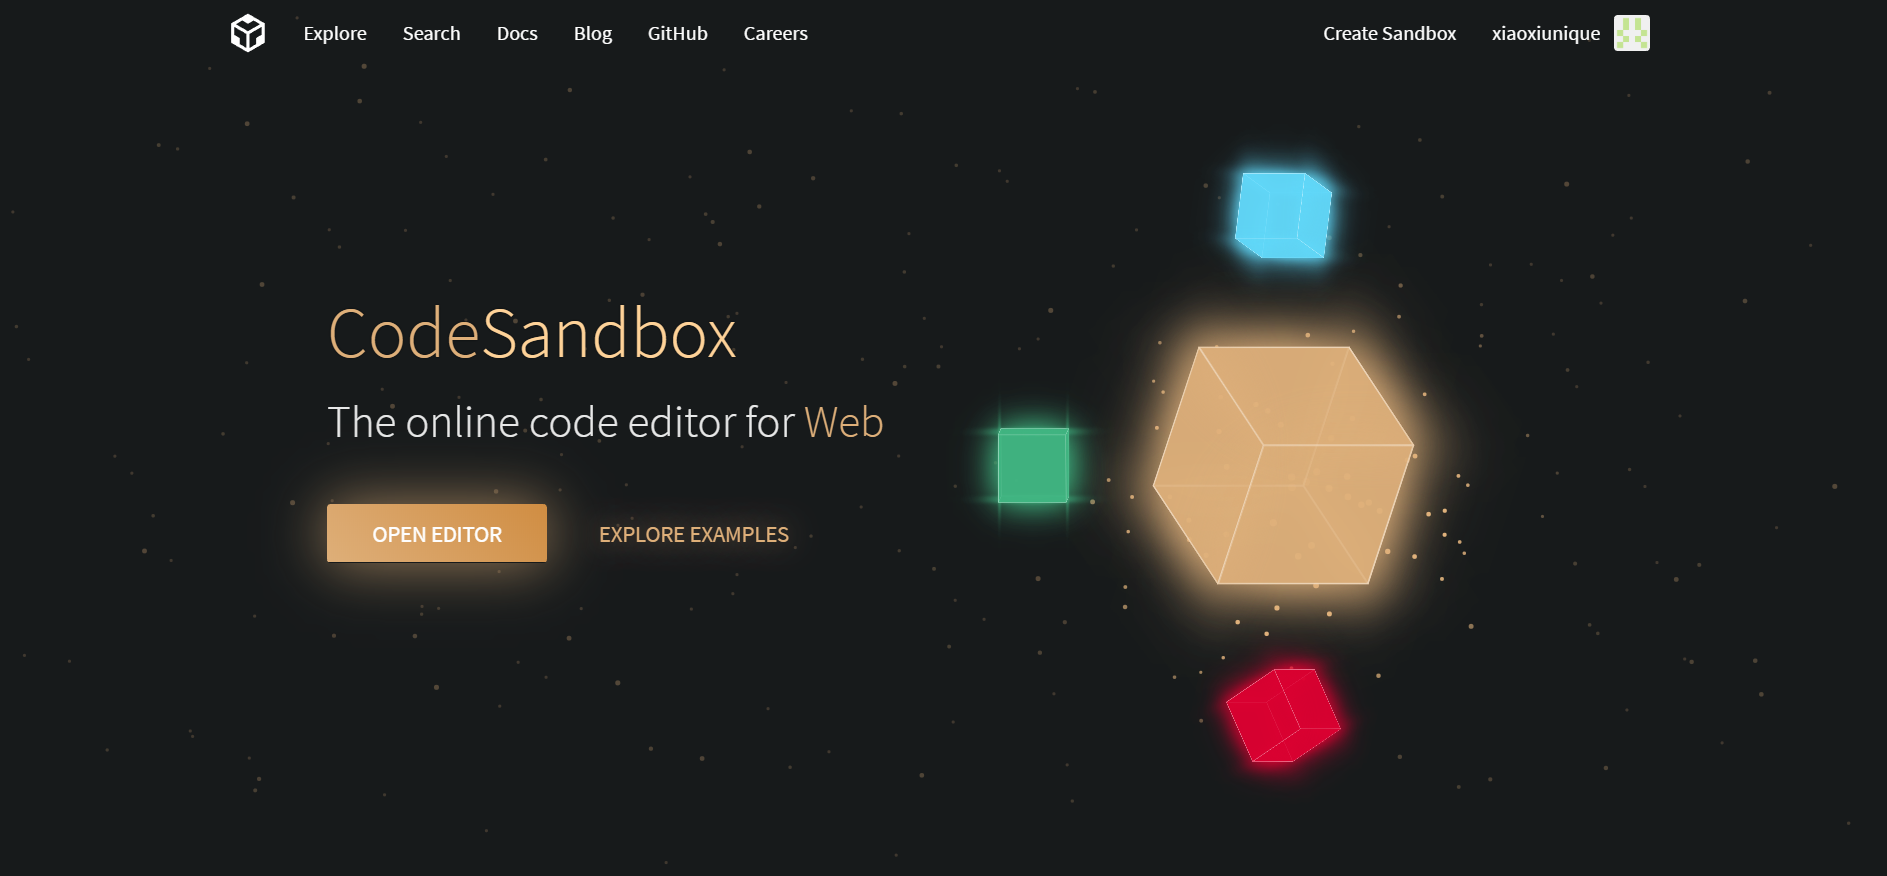 Explore Search Docs Blog GitHub Careers Create Sandbox xiaoxiunique
CodeSandbox
The online code editor for Web
OPEN EDITOR EXPLORE EXAMPLES